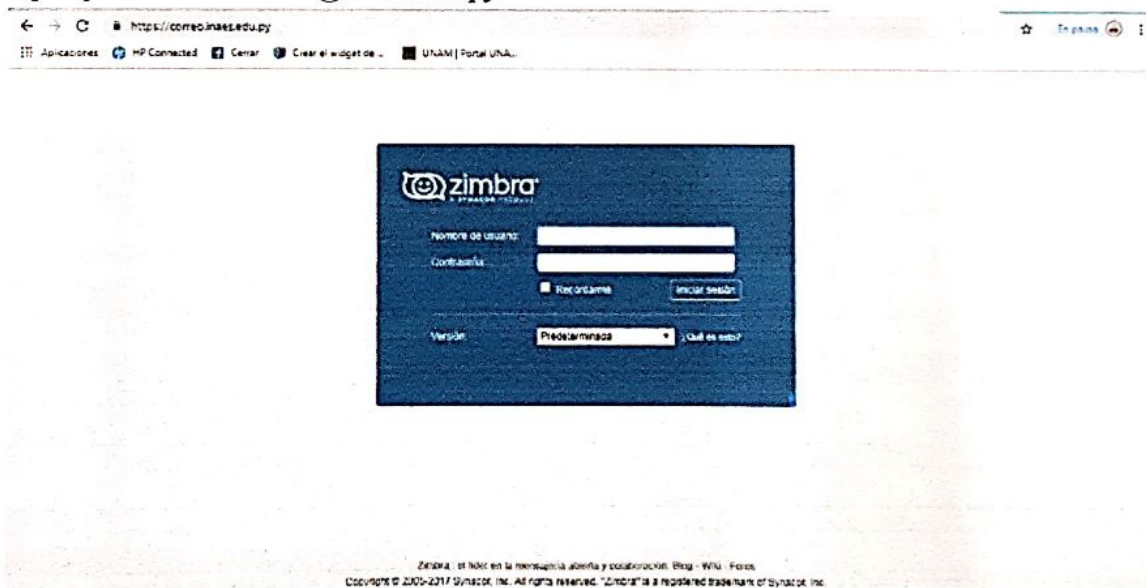 https://correo.inaes.edu.py
En pausa
Aplicaciones HP Connected Cerrar Crear el widget de ... UNAM | Portal UNA...
zimbra
A SYNACOR PRODUCT
Nombre de usuario:
Contraseña:
Recordarme Iniciar sesión
Versión: Predeterminada ¿Qué es esto?
Zimbra : el líder en la mensajería abierta y colaboración. Blog - Wiki - Foros
Copyright © 2005-2017 Synacor, Inc. All rights reserved. "Zimbra" is a registered trademark of Synacor, Inc.